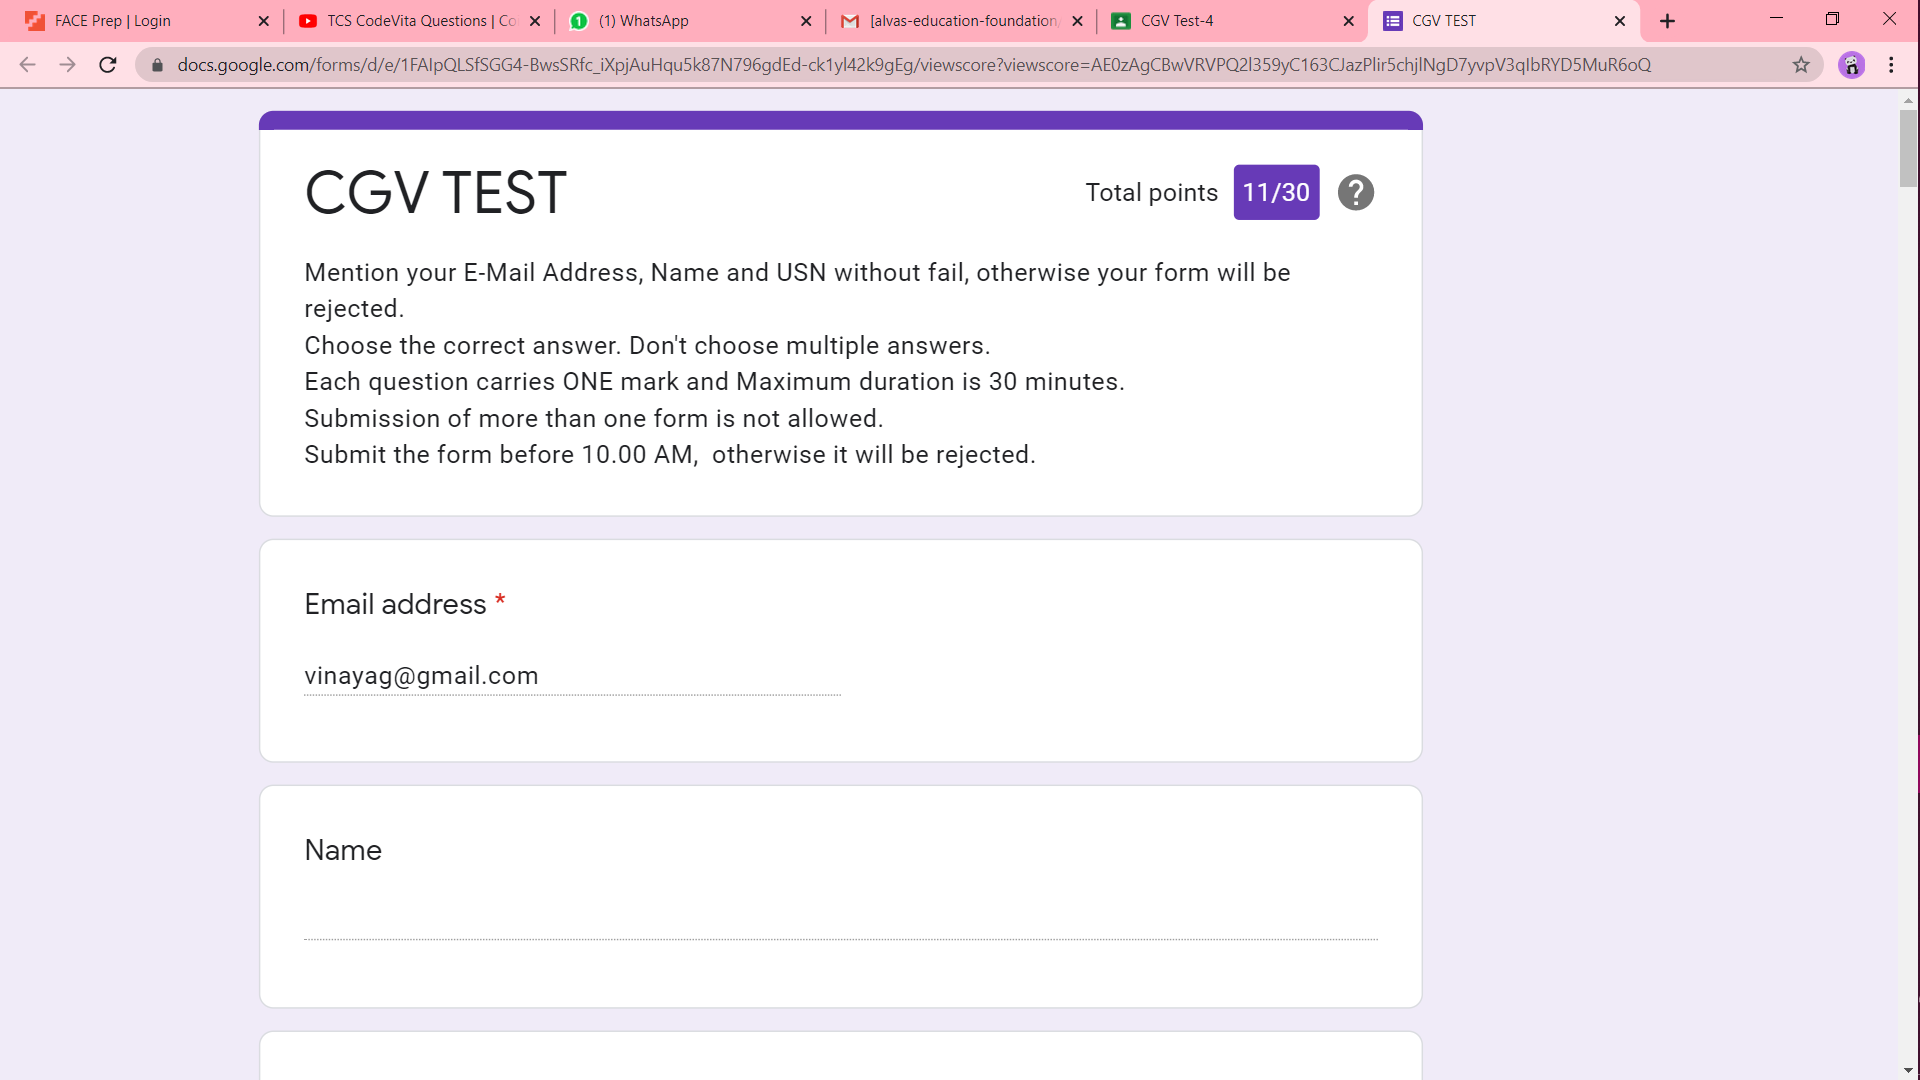 FACE Prep | Login
TCS CodeVita Questions | Co
(1) WhatsApp
[alvas-education-foundation
CGV Test-4
CGV TEST
docs.google.com/forms/d/e/1FAIpQLSfSGG4-BwsSRfc_iXpjAuHqu5k87N796gdEd-ck1yl42k9gEg/viewscore?viewscore=AE0zAgCBwVRVPQ2l359yC163CJazPlir5chjlNgD7yvpV3qIbRYD5MuR6oQ
CGV TEST
Total points 11/30
Mention your E-Mail Address, Name and USN without fail, otherwise your form will be
rejected.
Choose the correct answer. Don't choose multiple answers.
Each question carries ONE mark and Maximum duration is 30 minutes.
Submission of more than one form is not allowed.
Submit the form before 10.00 AM,  otherwise it will be rejected.
Email address *
vinayag@gmail.com
Name